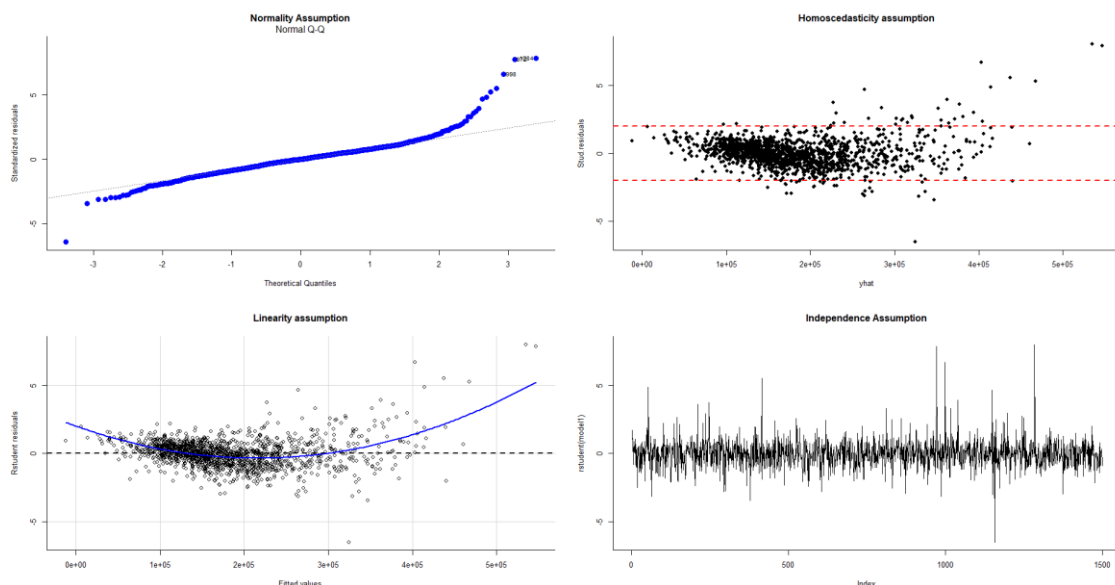 Normality Assumption
Normal Q-Q
Standardized residuals
5
0
-5
-3
-2
-1
0
1
2
3
Theoretical Quantiles
Homoscedasticity assumption
Stud.residuals
5
0
-5
0e+00
1e+05
2e+05
3e+05
4e+05
5e+05
yhat
Linearity assumption
Rstudent residuals
5
0
-5
0e+00
1e+05
2e+05
3e+05
4e+05
5e+05
Fitted values
Independence Assumption
rstudent(model1)
5
0
-5
0
500
1000
1500
Index